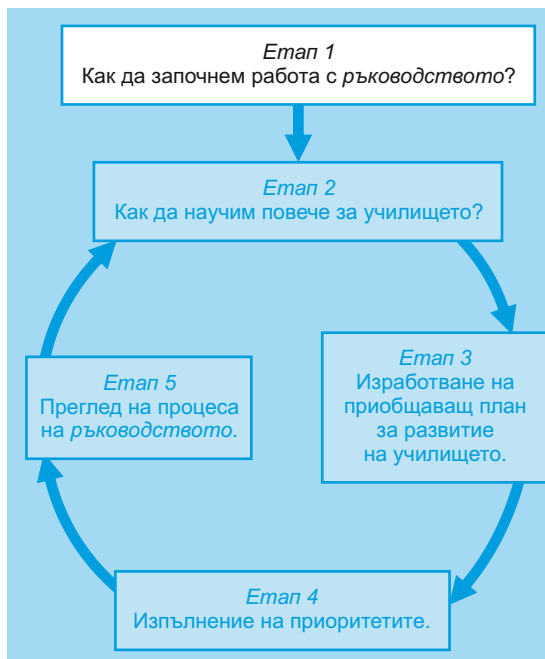 Етап 1
Как да започнем работа с ръководството?
Етап 2
Как да научим повече за училището?
Етап 3
Изработване на
приобщаващ план
за развитие
на училището.
Етап 5
Преглед на процеса
на ръководството.
Етап 4
Изпълнение на приоритетите.